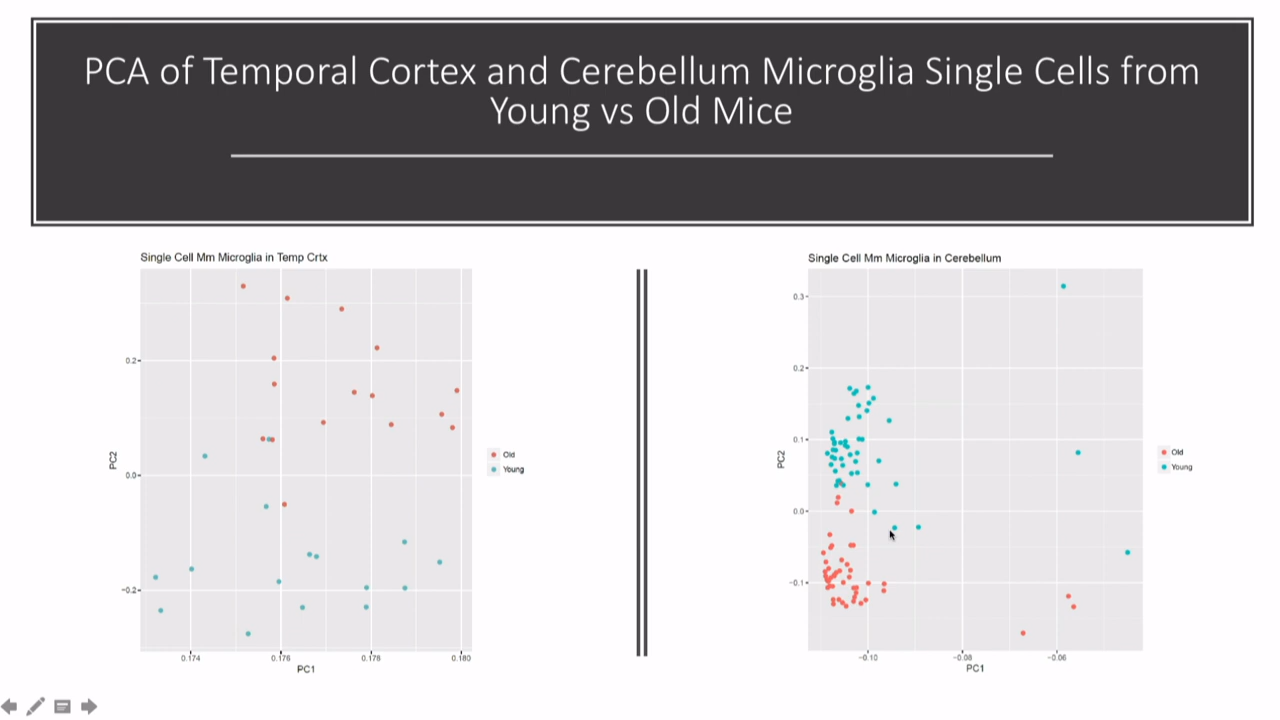 PCA of Temporal Cortex and Cerebellum Microglia Single Cells from
Young vs Old Mice
Single Cell Mm Microglia in Temp Crtx
0.2
0.0
−0.2
PC2
0.174
0.176
0.178
0.180
PC1
Old
Young
Single Cell Mm Microglia in Cerebellum
0.3
0.2
0.1
0.0
−0.1
PC2
−0.10
−0.08
−0.06
PC1
Old
Young